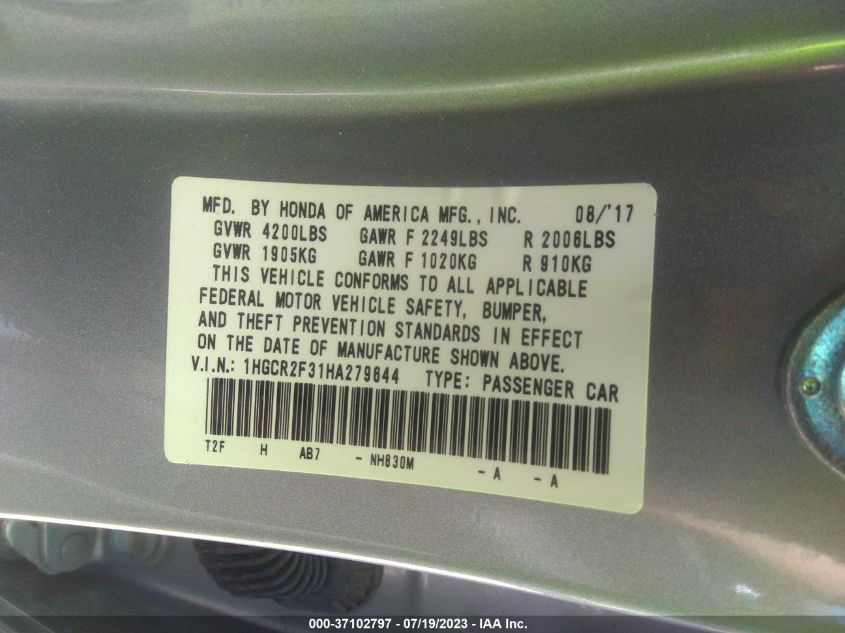 MFD. BY HONDA OF AMERICA MFG., INC. 08/'17
GVWR 4200LBS GAWR F 2249LBS R 2006LBS
GVWR 1905KG GAWR F 1020KG R 910KG
THIS VEHICLE CONFORMS TO ALL APPLICABLE
FEDERAL MOTOR VEHICLE SAFETY, BUMPER,
AND THEFT PREVENTION STANDARDS IN EFFECT
ON THE DATE OF MANUFACTURE SHOWN ABOVE.
V.I.N.: 1HGCR2F31HA279644 TYPE: PASSENGER CAR
T2F H AB7 - NH830M - A - A
000-37102797 - 07/19/2023 - IAA Inc.